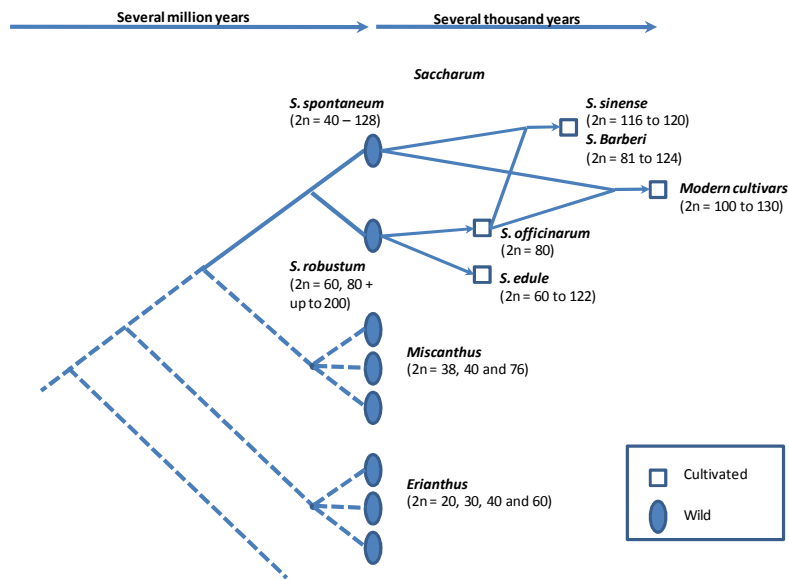 Several million years
Several thousand years
Saccharum
S. spontaneum
(2n = 40 – 128)
S. sinense
(2n = 116 to 120)
S. Barberi
(2n = 81 to 124)
Modern cultivars
(2n = 100 to 130)
S. officinarum
(2n = 80)
S. robustum
(2n = 60, 80 +
up to 200)
S. edule
(2n = 60 to 122)
Miscanthus
(2n = 38, 40 and 76)
Erianthus
(2n = 20, 30, 40 and 60)
Cultivated
Wild